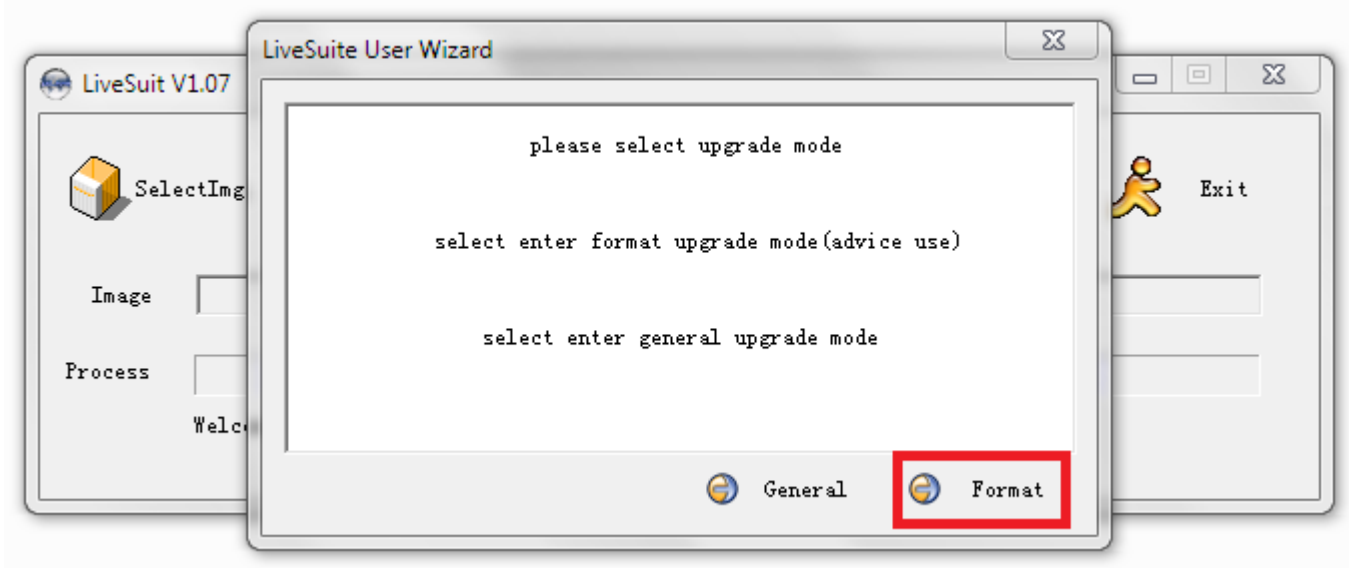 LiveSuite User Wizard
LiveSuit V1.07
please select upgrade mode
SelectImg
Exit
select enter format upgrade mode(advice use)
Image
select enter general upgrade mode
Process
General
Format